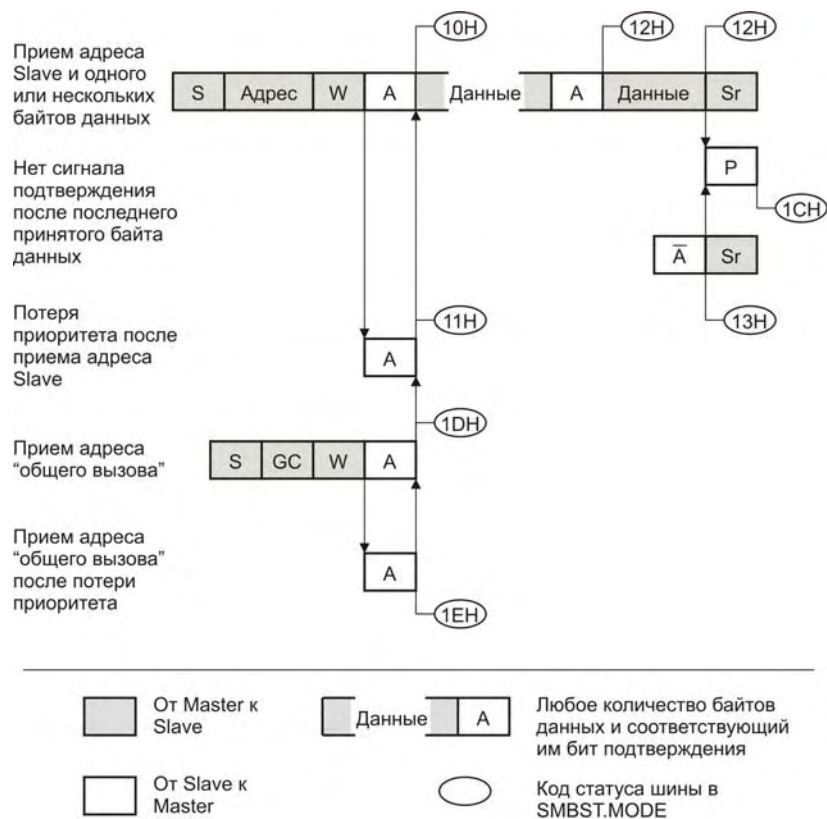 10H
12H
12H
Прием адреса
Slave и одного
или нескольких
байтов данных
S Адрес W A Данные A Данные Sr
P
1CH
Нет сигнала
подтверждения
после последнего
принятого байта
данных
A̅ Sr
13H
Потеря
приоритета после
приема адреса
Slave
11H
A
1DH
Прием адреса
“общего вызова”
S GC W A
Прием адреса
“общего вызова”
после потери
приоритета
A
1EH
От Master к
Slave
Данные A
Любое количество байтов
данных и соответствующий
им бит подтверждения
От Slave к
Master
Код статуса шины в
SMBST.MODE